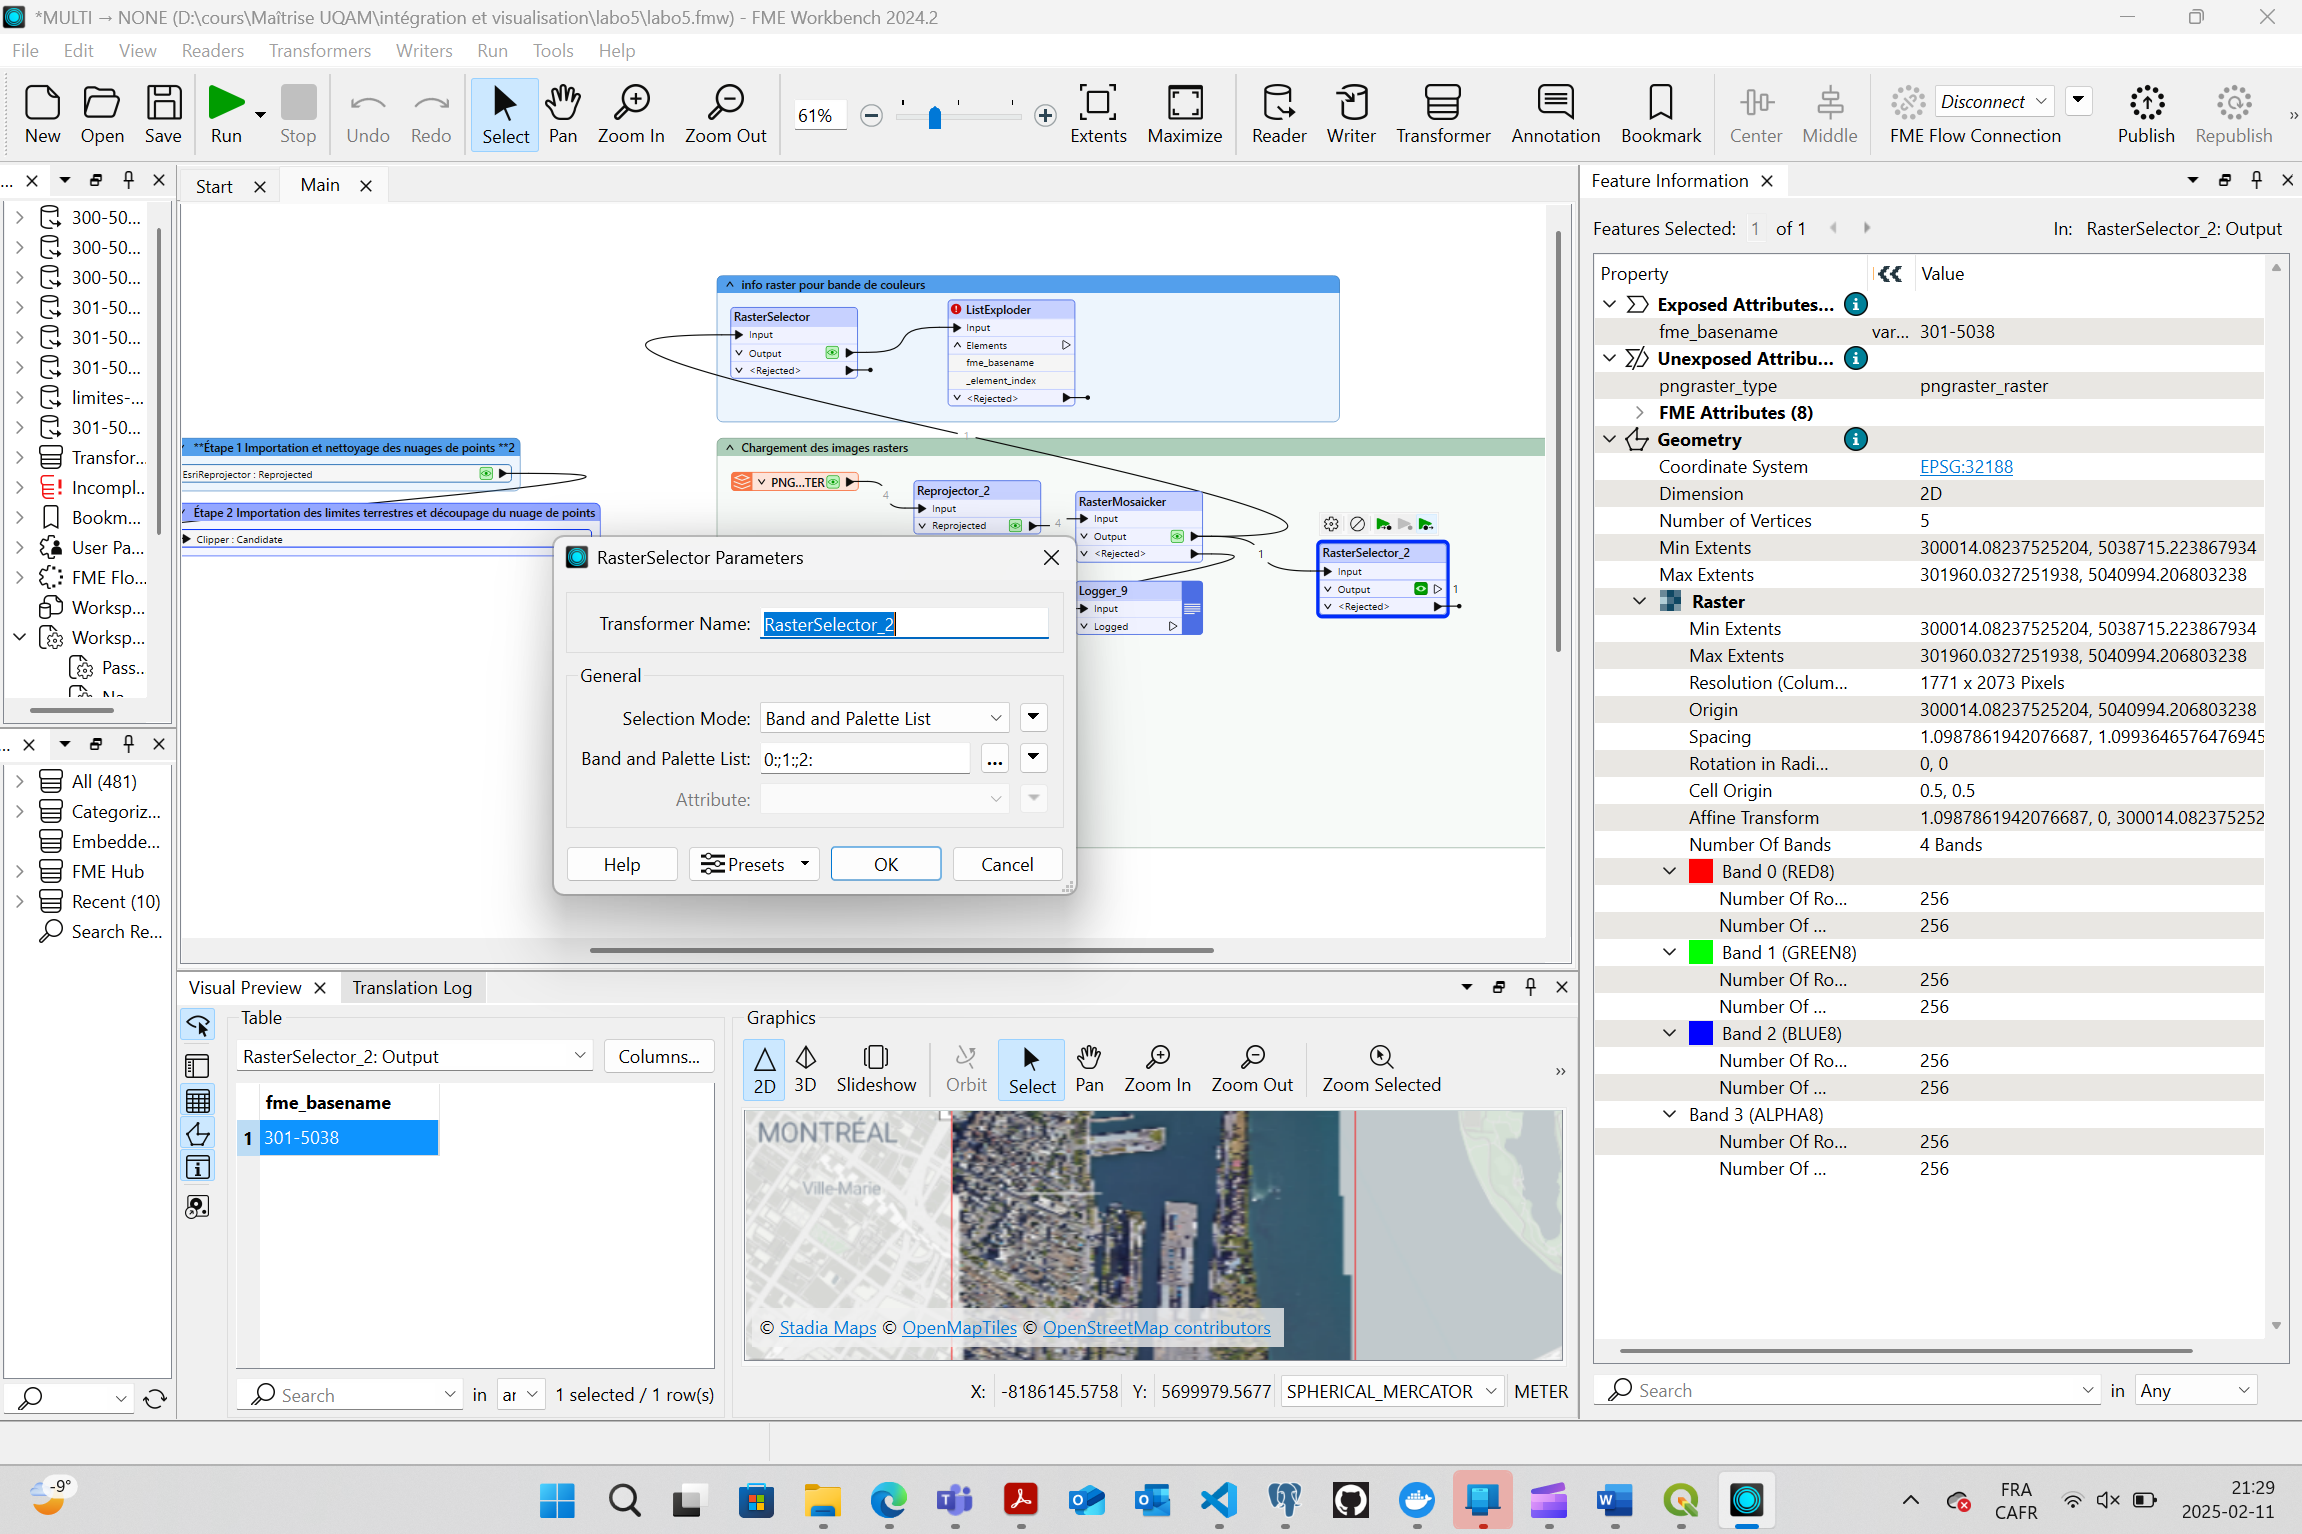 *MULTI → NONE (D:\cours\Maîtrise UQAM\intégration et visualisation\labo5\labo5.fmw) - FME Workbench 2024.2
File Edit View Readers Transformers Writers Run Tools Help
New Open Save Run Stop Undo Redo Select Pan Zoom In Zoom Out 61% Extents Maximize Reader Writer Transformer Annotation Bookmark Center Middle Disconnect FME Flow Connection Publish Republish
...
300-50...
300-50...
300-50...
301-50...
301-50...
301-50...
limites-...
301-50...
Transfor...
Incompl...
Bookm...
User Pa...
FME Flo...
Worksp...
Worksp...
Pass...
Na
...
All (481)
Categoriz...
Embedde...
FME Hub
Recent (10)
Search Re...
Start Main
info raster pour bande de couleurs
RasterSelector
Input
Output
<Rejected>
ListExploder
Input
Elements
fme_basename
_element_index
<Rejected>
1
**Étape 1 Importation et nettoyage des nuages de points **2
EsriReprojector : Reprojected
Étape 2 Importation des limites terrestres et découpage du nuage de points
Clipper : Candidate
Chargement des images rasters
PNG...TER
4
Reprojector_2
Input
Reprojected
4
RasterMosaicker
Input
Output
<Rejected>
1
Logger_9
Input
Logged
RasterSelector_2
Input
Output
1
<Rejected>
RasterSelector Parameters
Transformer Name: RasterSelector_2
General
Selection Mode: Band and Palette List
Band and Palette List: 0:;1:;2: ...
Attribute:
Help Presets OK Cancel
Visual Preview Translation Log
Table
RasterSelector_2: Output Columns...
fme_basename
1 301-5038
Search in ar 1 selected / 1 row(s)
Graphics
2D 3D Slideshow Orbit Select Pan Zoom In Zoom Out Zoom Selected
MONTRÉAL
Ville-Marie
© Stadia Maps © OpenMapTiles © OpenStreetMap contributors
X: -8186145.5758 Y: 5699979.5677 SPHERICAL_MERCATOR METER
Feature Information
Features Selected: 1 of 1 In: RasterSelector_2: Output
Property Value
Exposed Attributes...
fme_basename var... 301-5038
Unexposed Attribu...
pngraster_type pngraster_raster
FME Attributes (8)
Geometry
Coordinate System EPSG:32188
Dimension 2D
Number of Vertices 5
Min Extents 300014.08237525204, 5038715.223867934
Max Extents 301960.0327251938, 5040994.206803238
Raster
Min Extents 300014.08237525204, 5038715.223867934
Max Extents 301960.0327251938, 5040994.206803238
Resolution (Colum... 1771 x 2073 Pixels
Origin 300014.08237525204, 5040994.206803238
Spacing 1.0987861942076687, 1.0993646576476945
Rotation in Radi... 0, 0
Cell Origin 0.5, 0.5
Affine Transform 1.0987861942076687, 0, 300014.082375252
Number Of Bands 4 Bands
Band 0 (RED8)
Number Of Ro... 256
Number Of ... 256
Band 1 (GREEN8)
Number Of Ro... 256
Number Of ... 256
Band 2 (BLUE8)
Number Of Ro... 256
Number Of ... 256
Band 3 (ALPHA8)
Number Of Ro... 256
Number Of ... 256
Search in Any
-9°
FRA
CAFR
21:29
2025-02-11